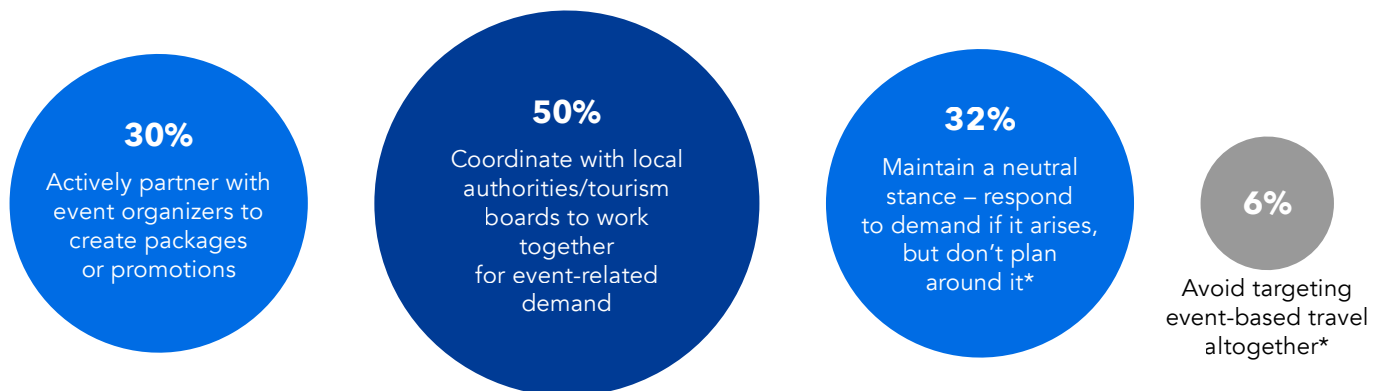 30%
Actively partner with
event organizers to
create packages
or promotions
50%
Coordinate with local
authorities/tourism
boards to work
together
for event-related
demand
32%
Maintain a neutral
stance – respond
to demand if it arises,
but don’t plan
around it*
6%
Avoid targeting
event-based travel
altogether*